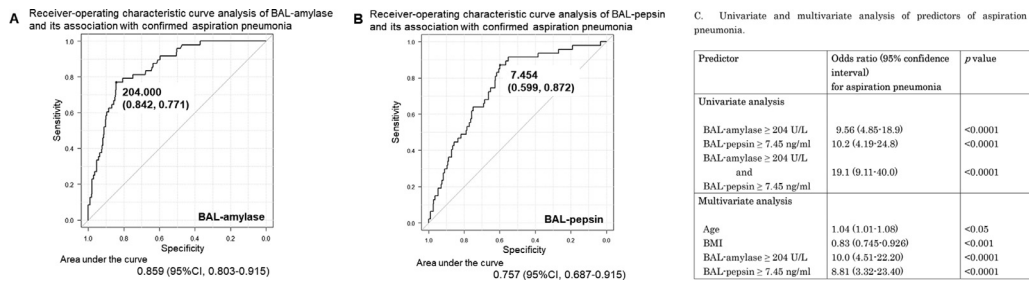 A Receiver-operating characteristic curve analysis of BAL-amylase
and its association with confirmed aspiration pneumonia
1.0
0.8
0.6
0.4
0.2
0.0
Sensitivity
204.000
(0.842, 0.771)
BAL-amylase
1.0 0.8 0.6 0.4 0.2 0.0
Specificity
Area under the curve
0.859 (95%CI, 0.803-0.915)
B Receiver-operating characteristic curve analysis of BAL-pepsin
and its association with confirmed aspiration pneumonia
1.0
0.8
0.6
0.4
0.2
0.0
Sensitivity
7.454
(0.599, 0.872)
BAL-pepsin
1.0 0.8 0.6 0.4 0.2 0.0
Specificity
Area under the curve
0.757 (95%CI, 0.687-0.915)
C. Univariate and multivariate analysis of predictors of aspiration
pneumonia.
Predictor Odds ratio (95% confidence p value
interval)
for aspiration pneumonia
Univariate analysis
BAL-amylase ≥ 204 U/L 9.56 (4.85-18.9) <0.0001
BAL-pepsin ≥ 7.45 ng/ml 10.2 (4.19-24.8) <0.0001
BAL-amylase ≥ 204 U/L
and 19.1 (9.11-40.0) <0.0001
BAL-pepsin ≥ 7.45 ng/ml
Multivariate analysis
Age 1.04 (1.01-1.08) <0.05
BMI 0.83 (0.745-0.926) <0.001
BAL-amylase ≥ 204 U/L 10.0 (4.51-22.20) <0.0001
BAL-pepsin ≥ 7.45 ng/ml 8.81 (3.32-23.40) <0.0001